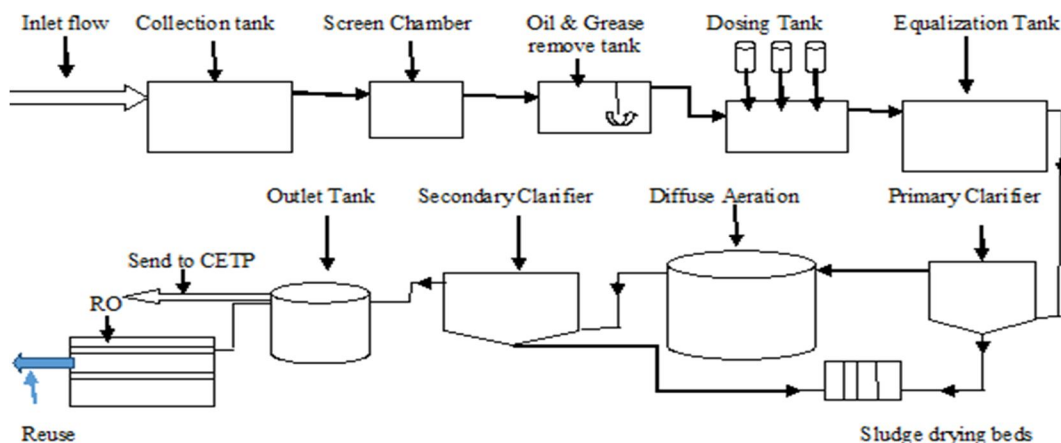 Inlet flow
Collection tank
Screen Chamber
Oil & Grease
remove tank
Dosing Tank
Equalization Tank
Outlet Tank
Secondary Clarifier
Diffuse Aeration
Primary Clarifier
Send to CETP
RO
Reuse
Sludge drying beds